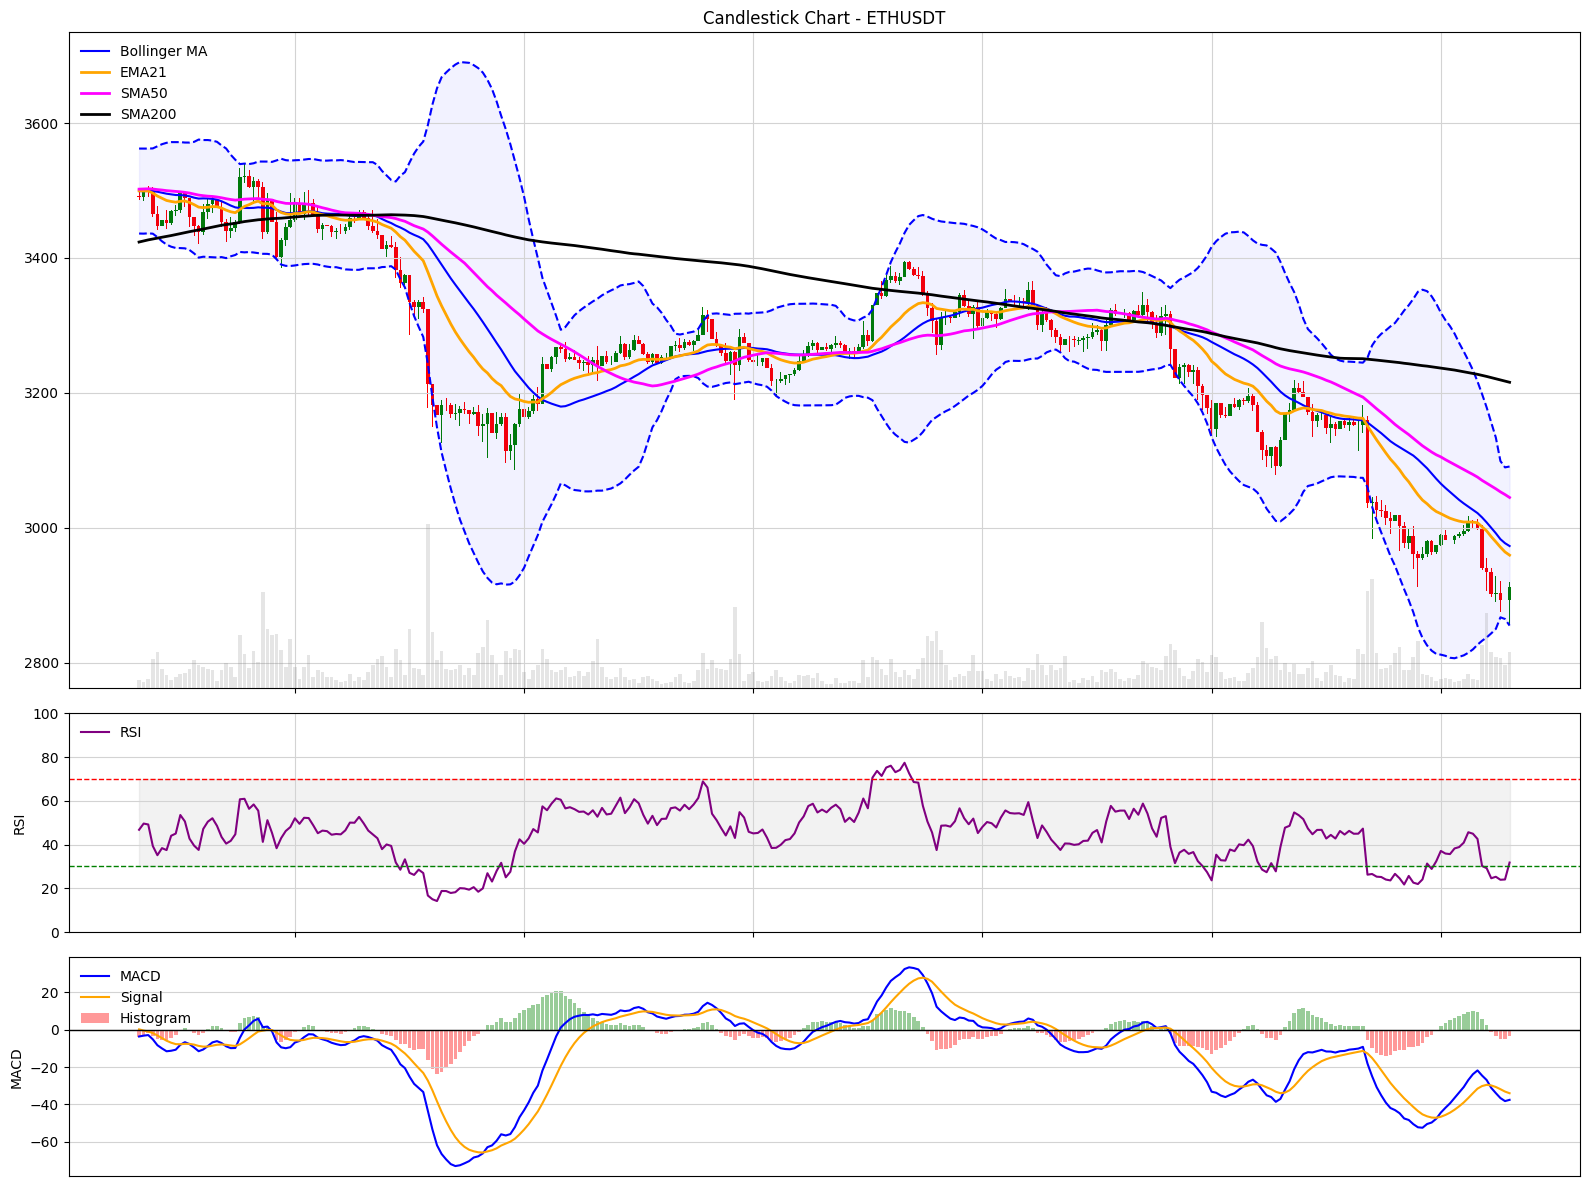 Candlestick Chart - ETHUSDT
Bollinger MA
EMA21
SMA50
SMA200
3600
3400
3200
3000
2800
RSI
100
80
60
40
20
0
RSI
MACD
Signal
Histogram
20
0
−20
−40
−60
MACD